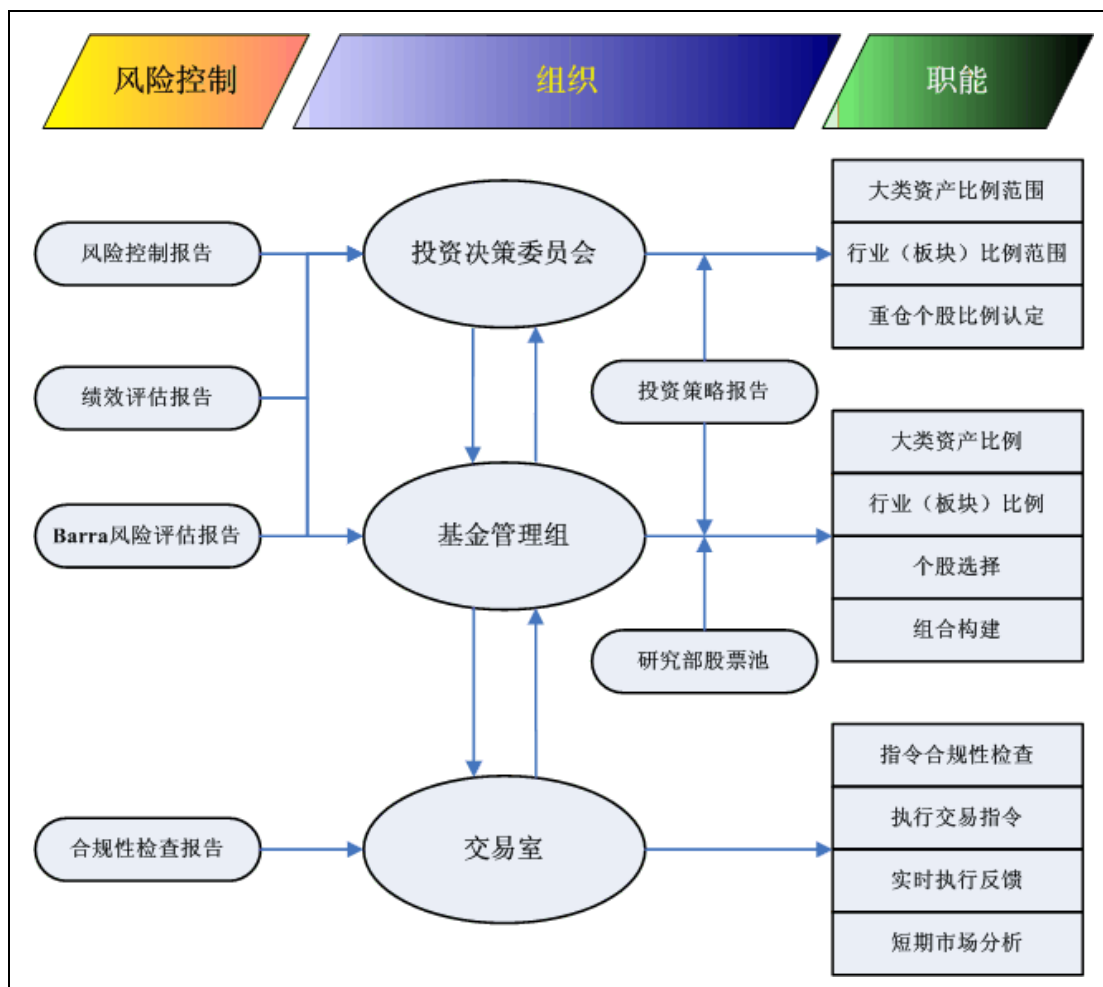 风险控制
组织
职能
风险控制报告
绩效评估报告
Barra风险评估报告
合规性检查报告
投资决策委员会
基金管理组
交易室
投资策略报告
研究部股票池
大类资产比例范围
行业（板块）比例范围
重仓个股比例认定
大类资产比例
行业（板块）比例
个股选择
组合构建
指令合规性检查
执行交易指令
实时执行反馈
短期市场分析